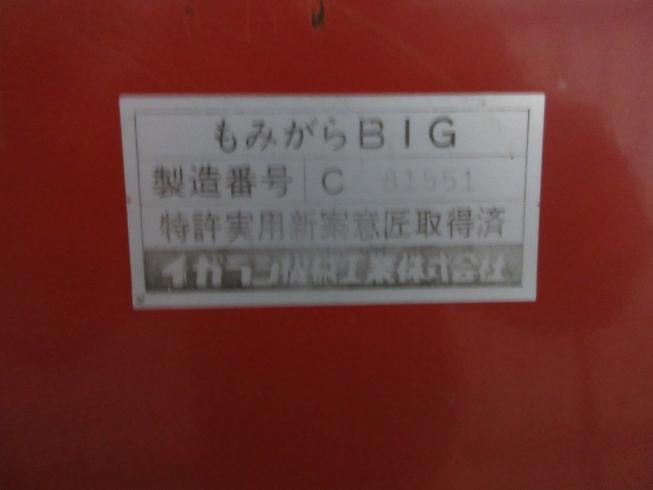 もみがらBIG
製造番号 C 81551
特許実用新案意匠取得済
イガラシ機械工業株式会社